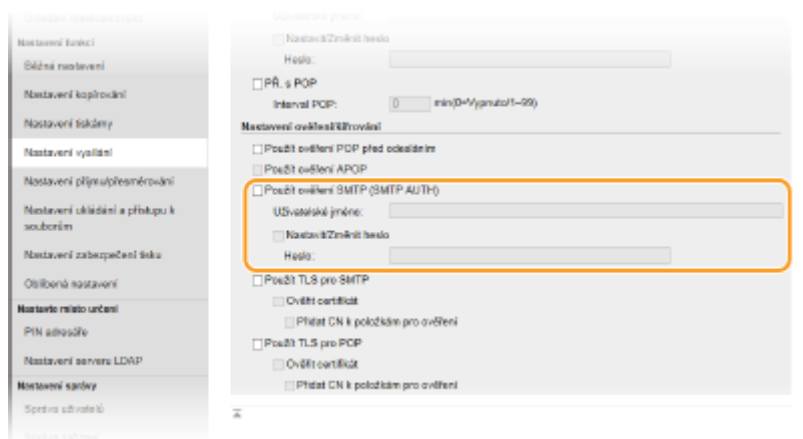 Nastavení funkcí
Běžná nastavení
Nastavení kopírování
Nastavení tiskárny
Nastavení vysílání
Nastavení příjmu/přesměrování
Nastavení ukládání a přístupu k
souborům
Nastavení zabezpečení tisku
Oblíbená nastavení
Nastavte místo určení
PIN adresáře
Nastavení serveru LDAP
Nastavení správy
Správa uživatelů
Uživatelské jméno:
Nastavit/Změnit heslo
Heslo:
PŘ. s POP
Interval POP:
0
min(0=Vypnuto/1–99)
Nastavení ověření/šifrování
Použít ověření POP před odesláním
Použít ověření APOP
Použít ověření SMTP (SMTP AUTH)
Uživatelské jméno:
Nastavit/Změnit heslo
Heslo:
Použít TLS pro SMTP
Ověřit certifikát
Přidat CN k položkám pro ověření
Použít TLS pro POP
Ověřit certifikát
Přidat CN k položkám pro ověření